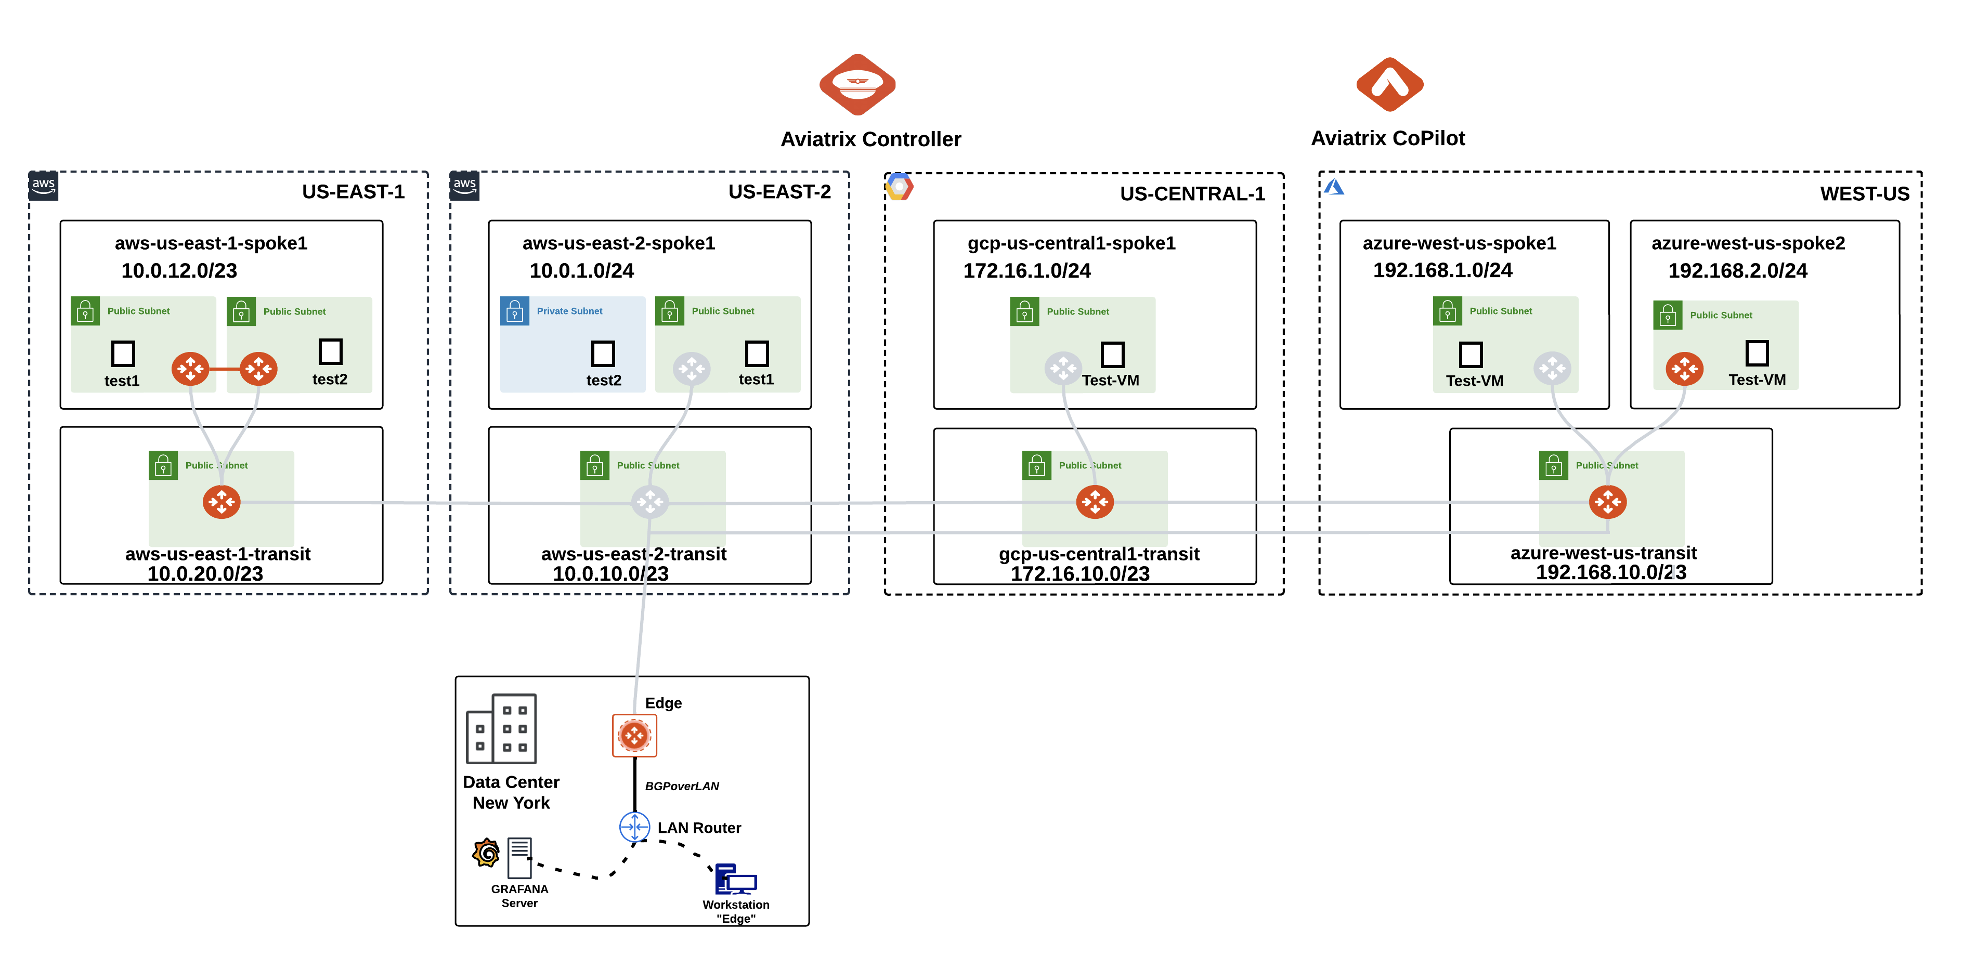 Aviatrix Controller
Aviatrix CoPilot
aws
US-EAST-1
aws-us-east-1-spoke1
10.0.12.0/23
Public Subnet
Public Subnet
test1
test2
Public Subnet
aws-us-east-1-transit
10.0.20.0/23
aws
US-EAST-2
aws-us-east-2-spoke1
10.0.1.0/24
Private Subnet
Public Subnet
test2
test1
Public Subnet
aws-us-east-2-transit
10.0.10.0/23
US-CENTRAL-1
gcp-us-central1-spoke1
172.16.1.0/24
Public Subnet
Test-VM
Public Subnet
gcp-us-central1-transit
172.16.10.0/23
WEST-US
azure-west-us-spoke1
192.168.1.0/24
Public Subnet
Test-VM
azure-west-us-spoke2
192.168.2.0/24
Public Subnet
Test-VM
Public Subnet
azure-west-us-transit
192.168.10.0/23
Edge
Data Center
New York
BGPoverLAN
LAN Router
GRAFANA
Server
Workstation
"Edge"